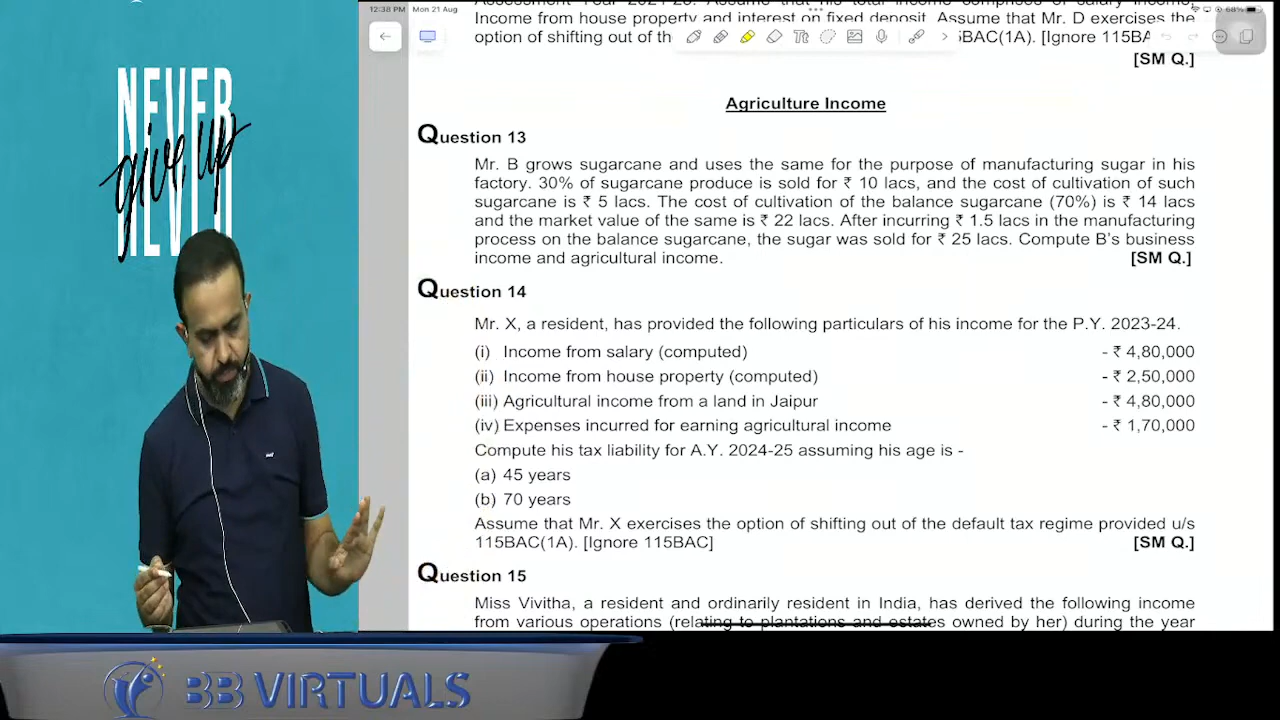 12:38 PM Mon 21 Aug
68%
Income from house property and interest on fixed deposit. Assume that Mr. D exercises the
option of shifting out of th
BAC(1A). [Ignore 115BA
[SM Q.]
NEVER
give up
Agriculture Income
Question 13
Mr. B grows sugarcane and uses the same for the purpose of manufacturing sugar in his
factory. 30% of sugarcane produce is sold for ₹ 10 lacs, and the cost of cultivation of such
sugarcane is ₹ 5 lacs. The cost of cultivation of the balance sugarcane (70%) is ₹ 14 lacs
and the market value of the same is ₹ 22 lacs. After incurring ₹ 1.5 lacs in the manufacturing
process on the balance sugarcane, the sugar was sold for ₹ 25 lacs. Compute B's business
income and agricultural income. [SM Q.]
Question 14
Mr. X, a resident, has provided the following particulars of his income for the P.Y. 2023-24.
(i) Income from salary (computed) - ₹ 4,80,000
(ii) Income from house property (computed) - ₹ 2,50,000
(iii) Agricultural income from a land in Jaipur - ₹ 4,80,000
(iv) Expenses incurred for earning agricultural income - ₹ 1,70,000
Compute his tax liability for A.Y. 2024-25 assuming his age is -
(a) 45 years
(b) 70 years
Assume that Mr. X exercises the option of shifting out of the default tax regime provided u/s
115BAC(1A). [Ignore 115BAC] [SM Q.]
Question 15
Miss Vivitha, a resident and ordinarily resident in India, has derived the following income
from various operations (relating to plantations and estates owned by her) during the year
BB VIRTUALS